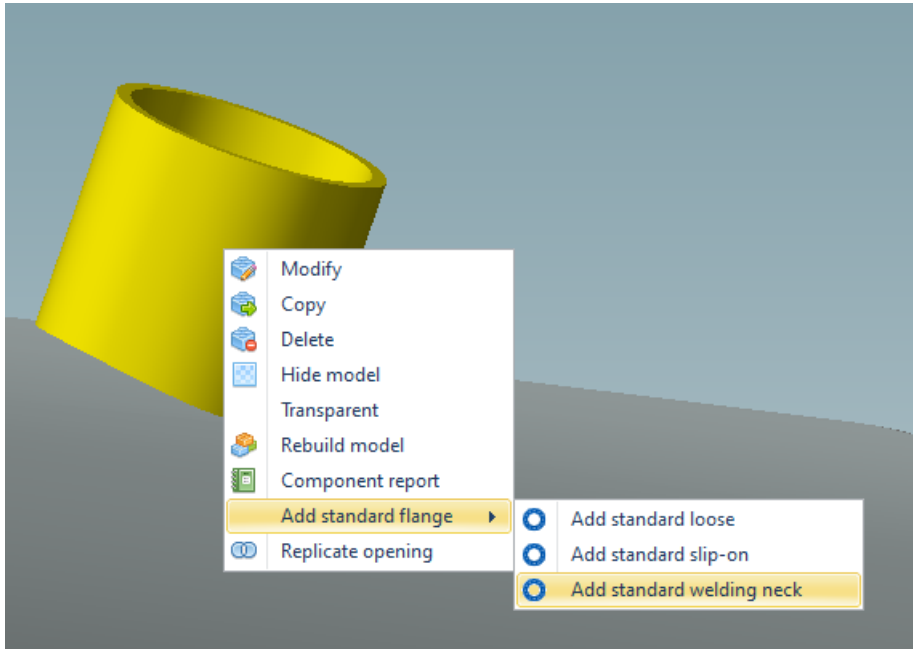 Modify
Copy
Delete
Hide model
Transparent
Rebuild model
Component report
Add standard flange
Replicate opening
Add standard loose
Add standard slip-on
Add standard welding neck